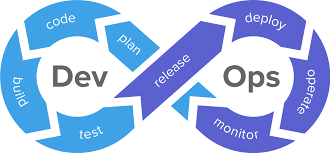 code
plan
build
Dev
test
release
deploy
Ops
operate
monitor